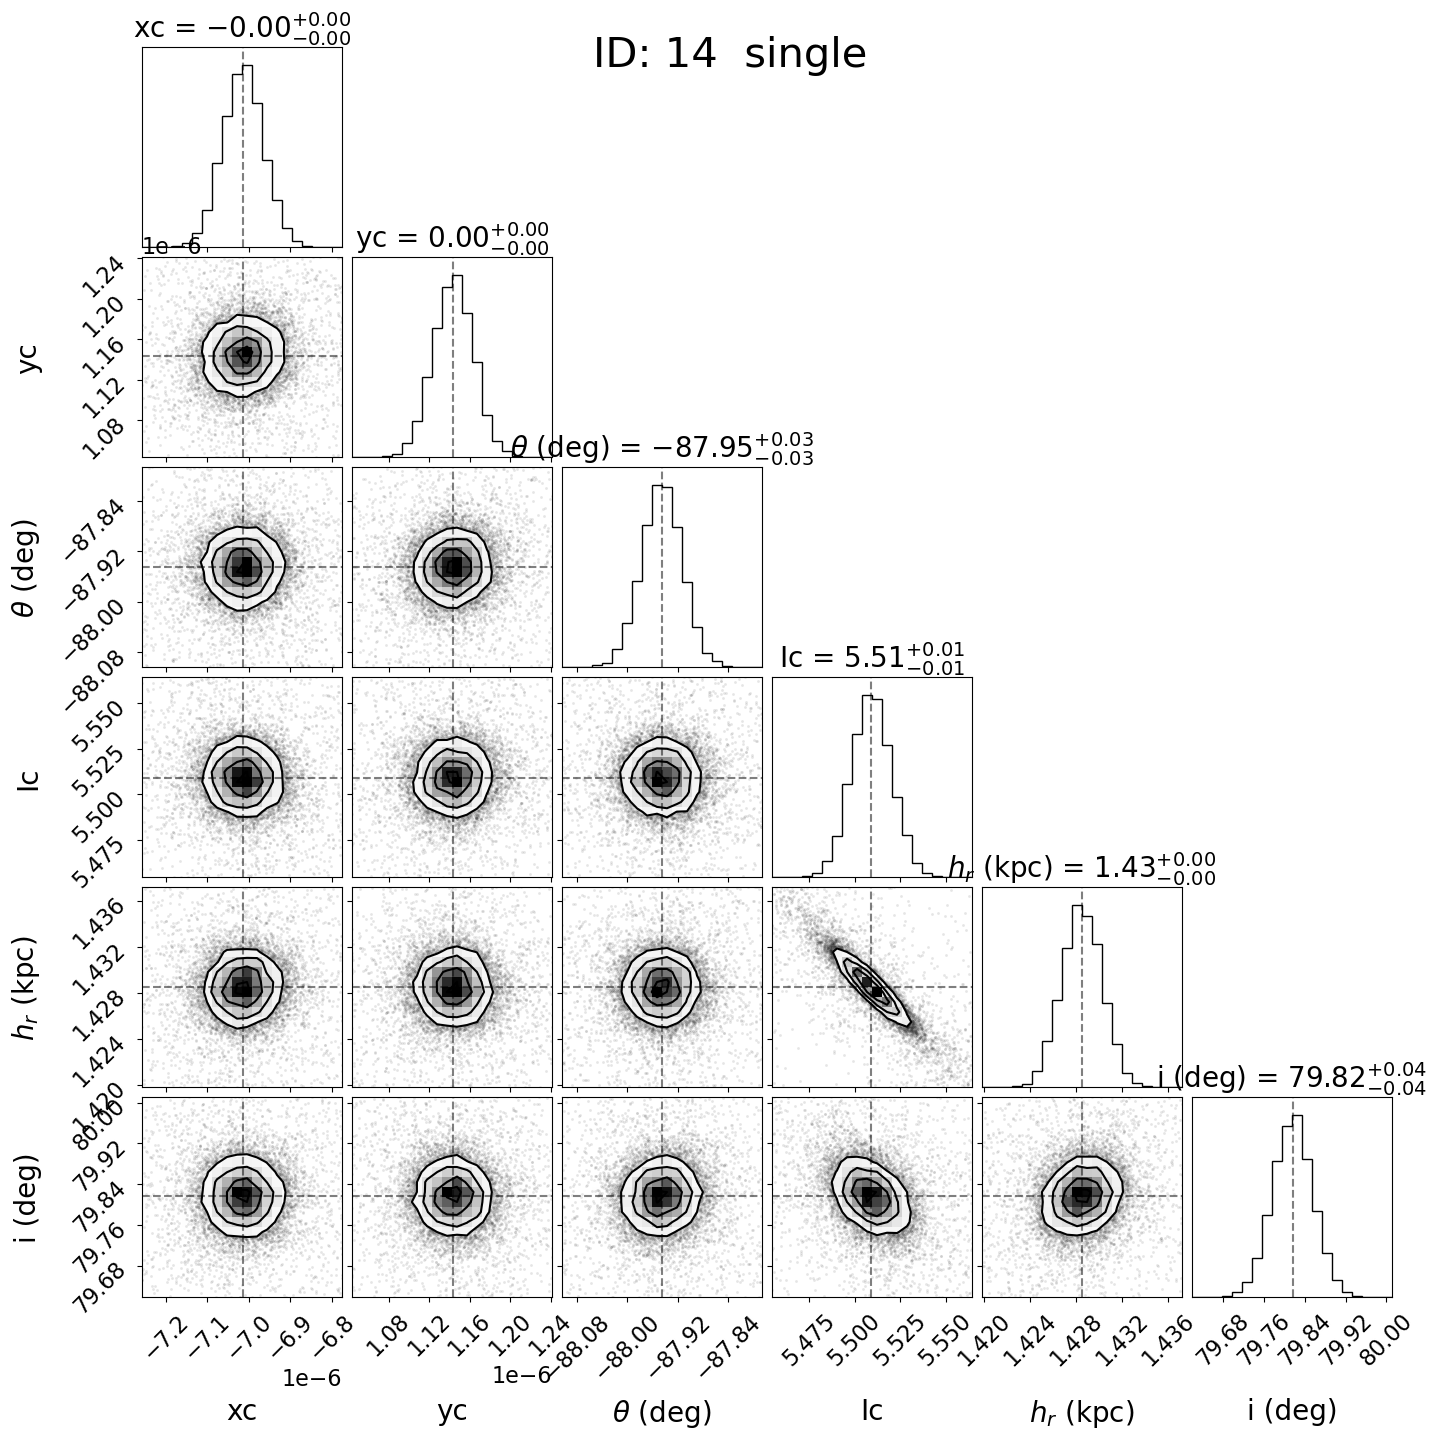 ID: 14 single
xc = −0.00+0.00−0.00
1e−6
yc = 0.00+0.00−0.00
yc
1.24
1.20
1.16
1.12
1.08
θ (deg) = −87.95+0.03−0.03
θ (deg)
−87.84
−87.92
−88.00
−88.08
Ic = 5.51+0.01−0.01
Ic
5.550
5.525
5.500
5.475
hr (kpc) = 1.43+0.00−0.00
hr (kpc)
1.436
1.432
1.428
1.424
1.420
i (deg) = 79.82+0.04−0.04
i (deg)
80.00
79.92
79.84
79.76
79.68
−7.2 −7.1 −7.0 −6.9 −6.8
1.08 1.12 1.16 1.20 1.24
−88.08 −88.00 −87.92 −87.84
5.475 5.500 5.525 5.550
1.420 1.424 1.428 1.432 1.436
79.68 79.76 79.84 79.92 80.00
1e−6 1e−6
xc yc θ (deg) Ic hr (kpc) i (deg)